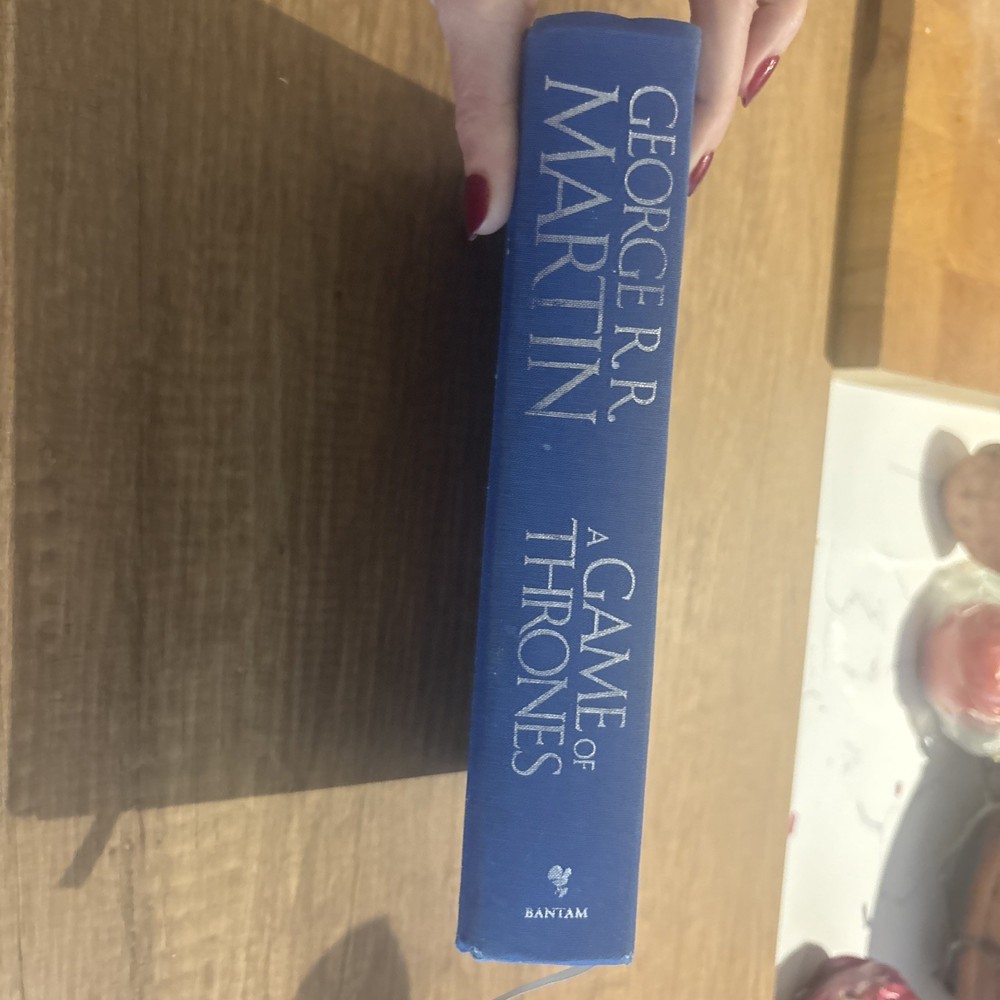 GEORGE R.R.
MARTIN
A GAME OF
THRONES
BANTAM